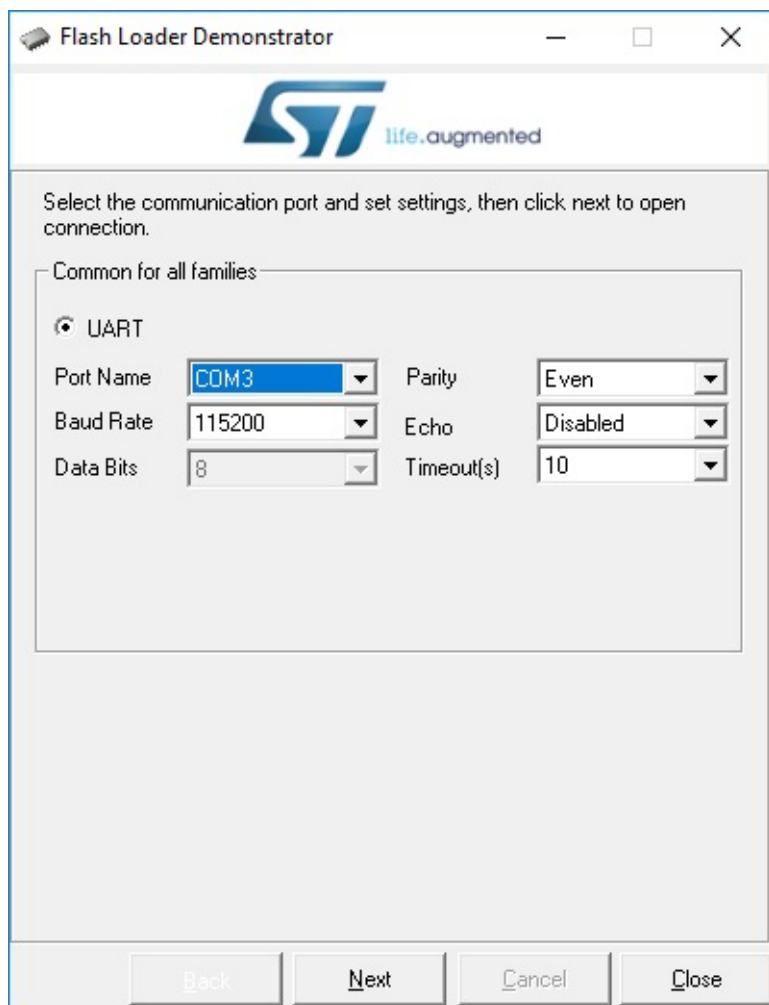 Flash Loader Demonstrator
ST
life.augmented
Select the communication port and set settings, then click next to open
connection.
Common for all families
UART
Port Name COM3 Parity Even
Baud Rate 115200 Echo Disabled
Data Bits 8 Timeout(s) 10
Back Next Cancel Close